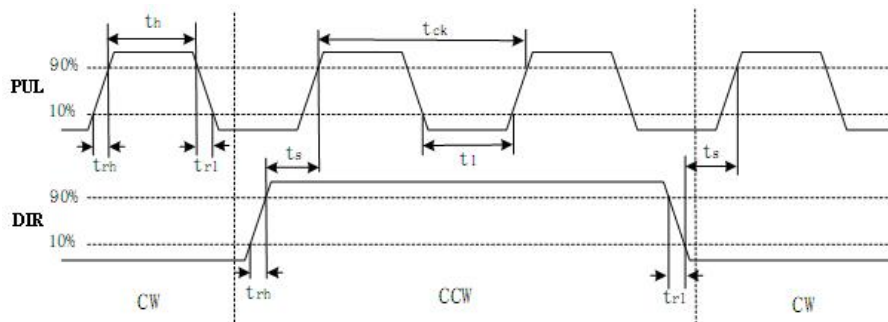 th
tck
90%
PUL
10%
trh
trl
ts
tl
ts
90%
DIR
10%
trh
trl
CW
CCW
CW